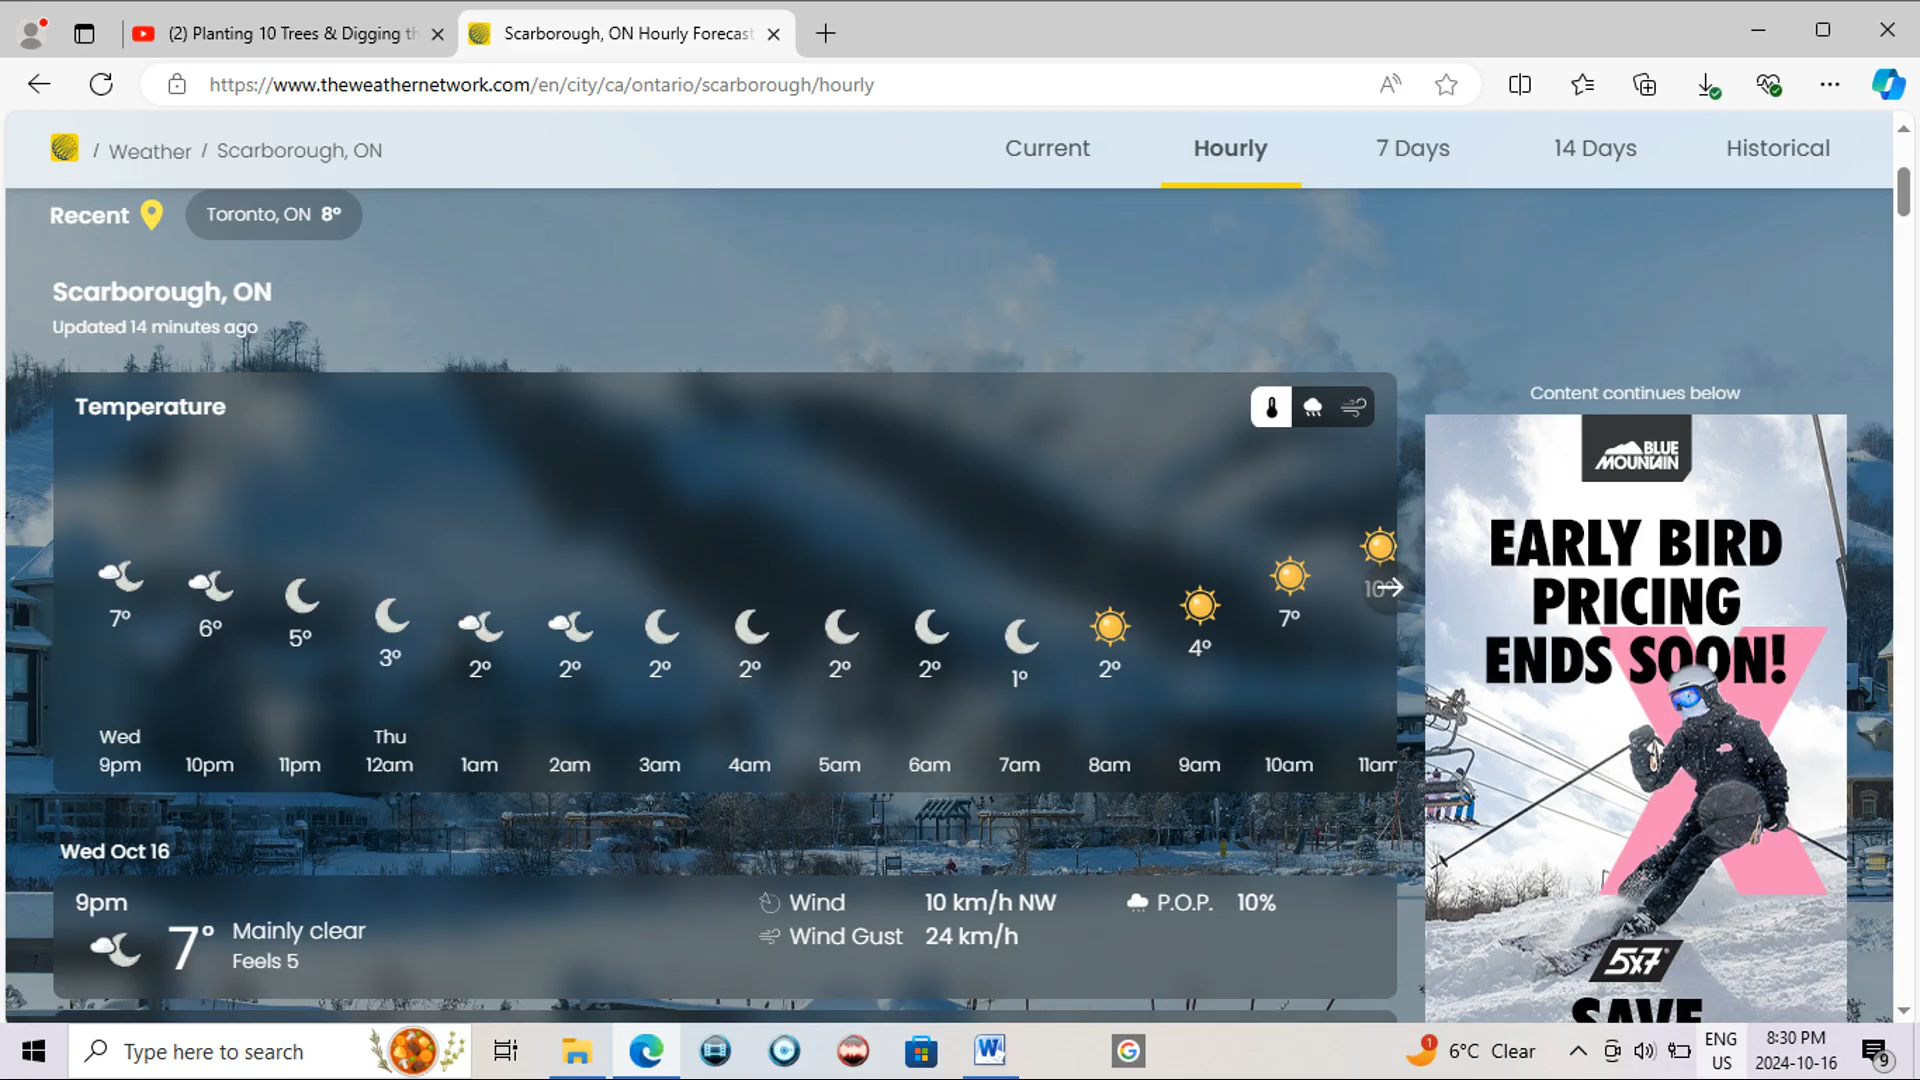 (2) Planting 10 Trees & Digging th
Scarborough, ON Hourly Forecast
https://www.theweathernetwork.com/en/city/ca/ontario/scarborough/hourly
/ Weather / Scarborough, ON
Current Hourly 7 Days 14 Days Historical
Recent Toronto, ON 8°
Scarborough, ON
Updated 14 minutes ago
Temperature
7° 6° 5° 3° 2° 2° 2° 2° 2° 2° 1° 2° 4° 7° 10°
Wed Thu
9pm 10pm 11pm 12am 1am 2am 3am 4am 5am 6am 7am 8am 9am 10am 11am
Wed Oct 16
9pm
7° Mainly clear
Feels 5
Wind 10 km/h NW P.O.P. 10%
Wind Gust 24 km/h
Content continues below
BLUE
MOUNTAIN
EARLY BIRD
PRICING
ENDS SOON!
5x7
SAVE
Type here to search
6°C Clear
ENG
US
8:30 PM
2024-10-16
9